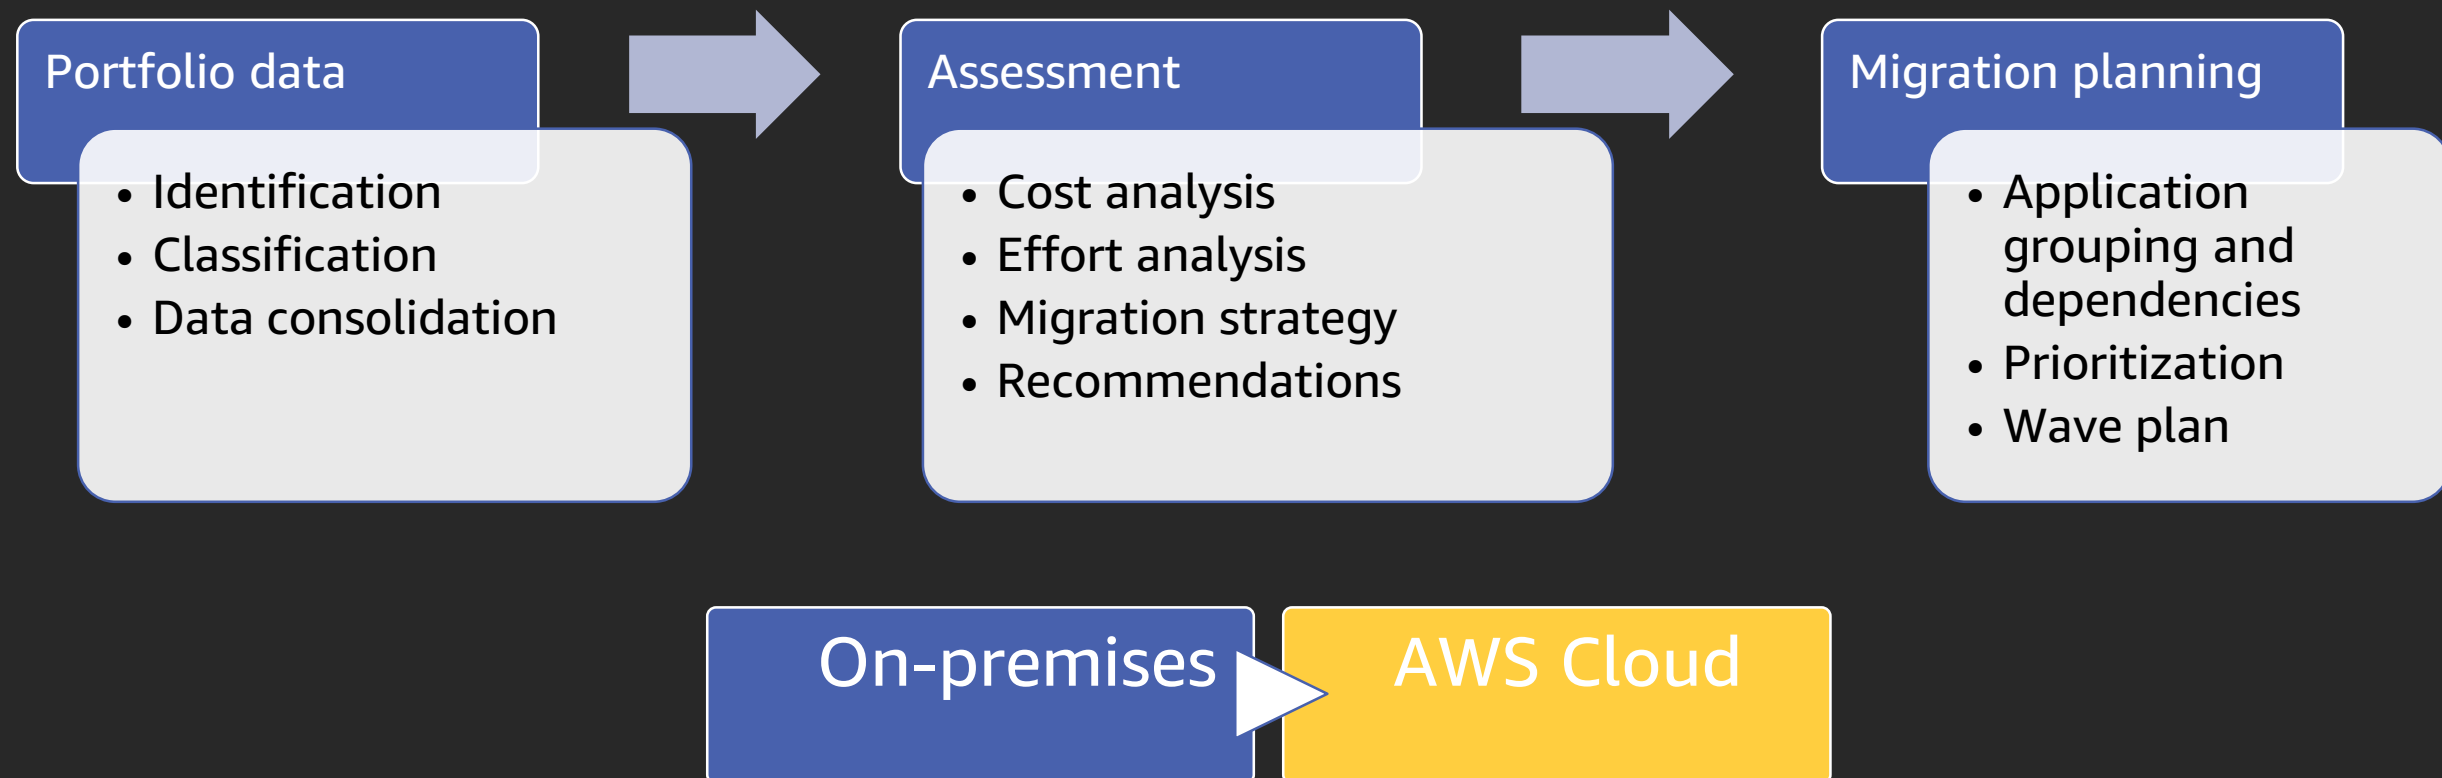 Portfolio data
• Identification
• Classification
• Data consolidation
Assessment
• Cost analysis
• Effort analysis
• Migration strategy
• Recommendations
Migration planning
• Application
grouping and
dependencies
• Prioritization
• Wave plan
On-premises
AWS Cloud